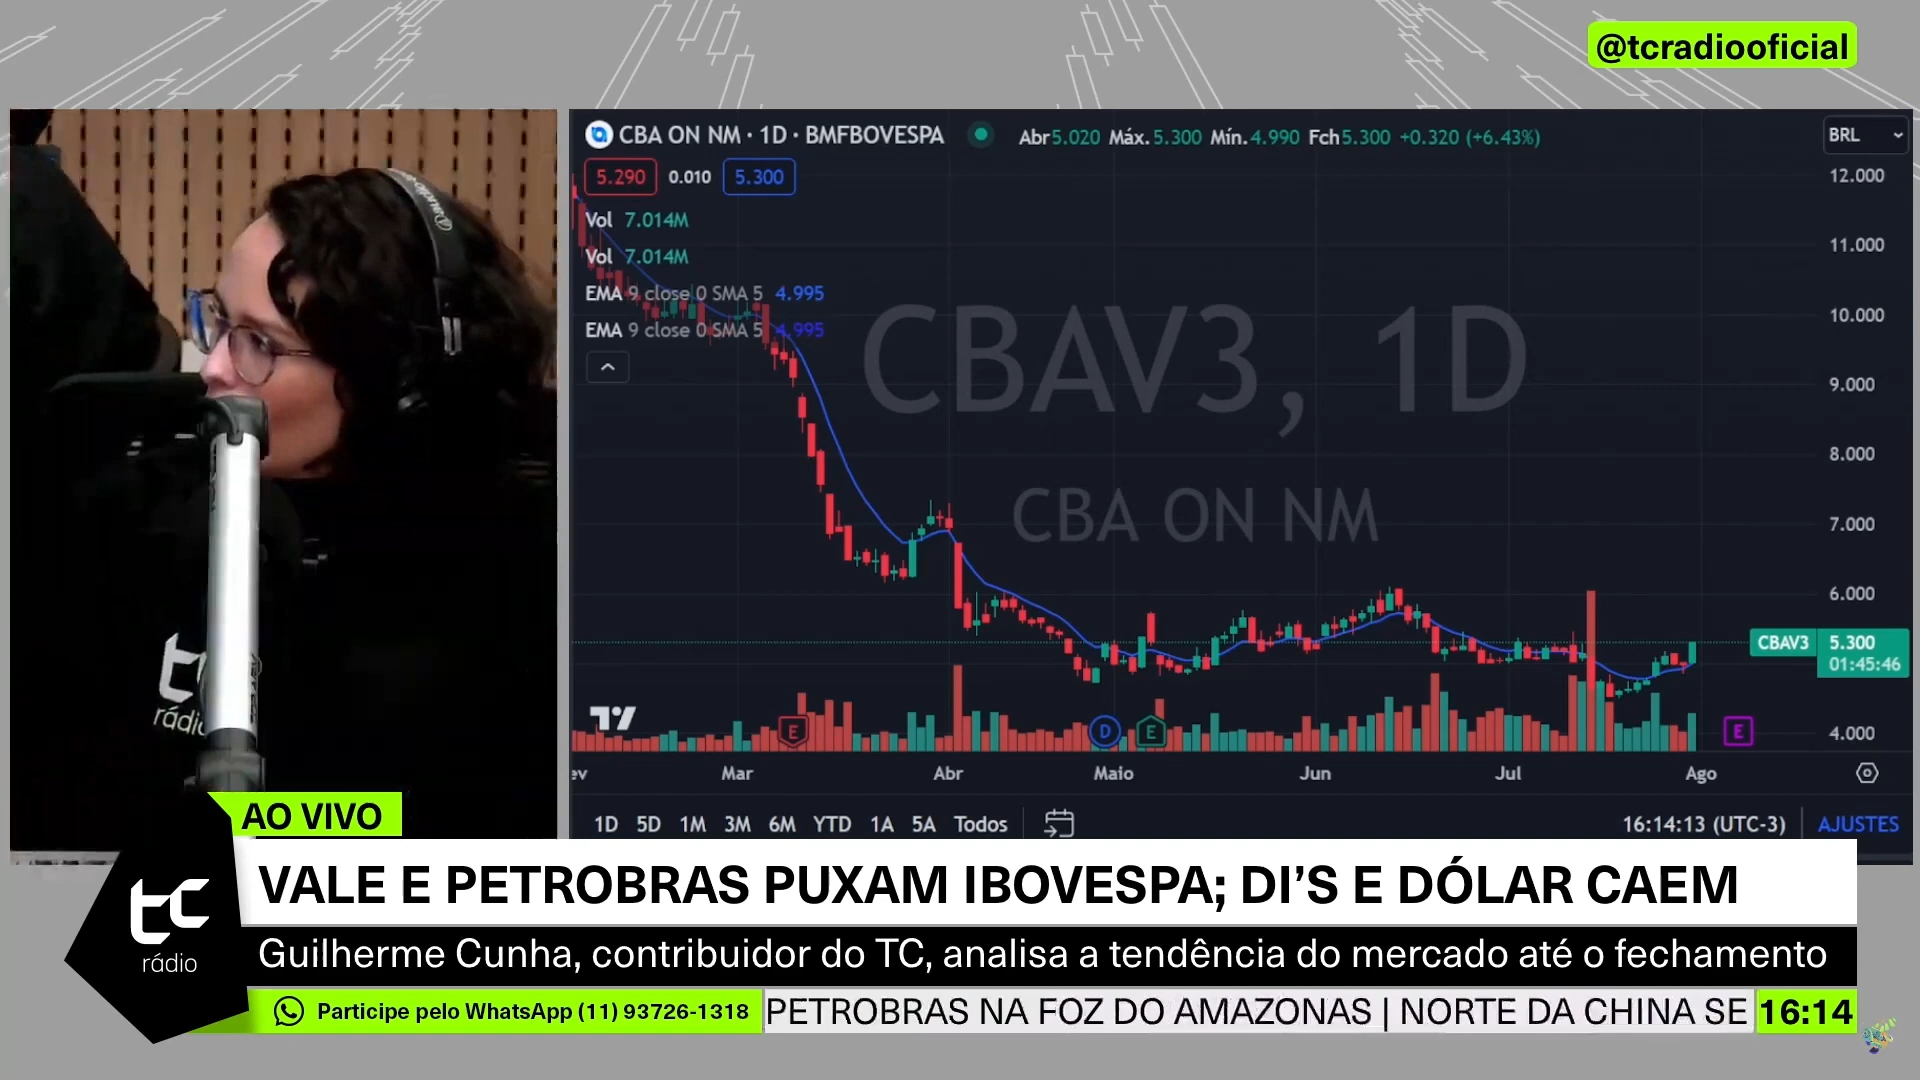 @tcradiooficial
CBA ON NM · 1D · BMFBOVESPA
Abr5.020 Máx.5.300 Mín.4.990 Fch5.300 +0.320 (+6.43%)
BRL
5.290 0.010 5.300
Vol 7.014M
Vol 7.014M
EMA 9 close 0 SMA 5 4.995
EMA 9 close 0 SMA 5 4.995
CBAV3, 1D
CBA ON NM
12.000
11.000
10.000
9.000
8.000
7.000
6.000
CBAV3 5.300
01:45:46
4.000
E D E E
ev Mar Abr Maio Jun Jul Ago
1D 5D 1M 3M 6M YTD 1A 5A Todos
16:14:13 (UTC-3) AJUSTES
tc
rádio
AO VIVO
VALE E PETROBRAS PUXAM IBOVESPA; DI'S E DÓLAR CAEM
Guilherme Cunha, contribuidor do TC, analisa a tendência do mercado até o fechamento
tc
rádio
Participe pelo WhatsApp (11) 93726-1318
PETROBRAS NA FOZ DO AMAZONAS | NORTE DA CHINA SE
16:14